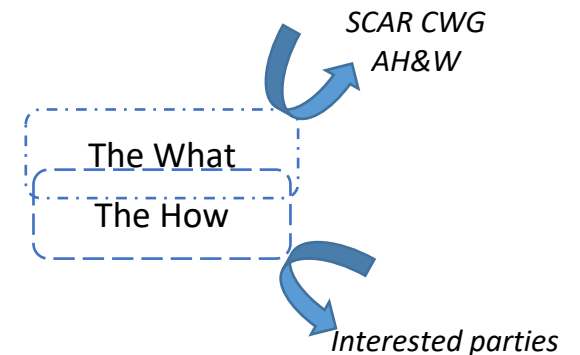 SCAR CWG
AH&W
The What
The How
Interested parties